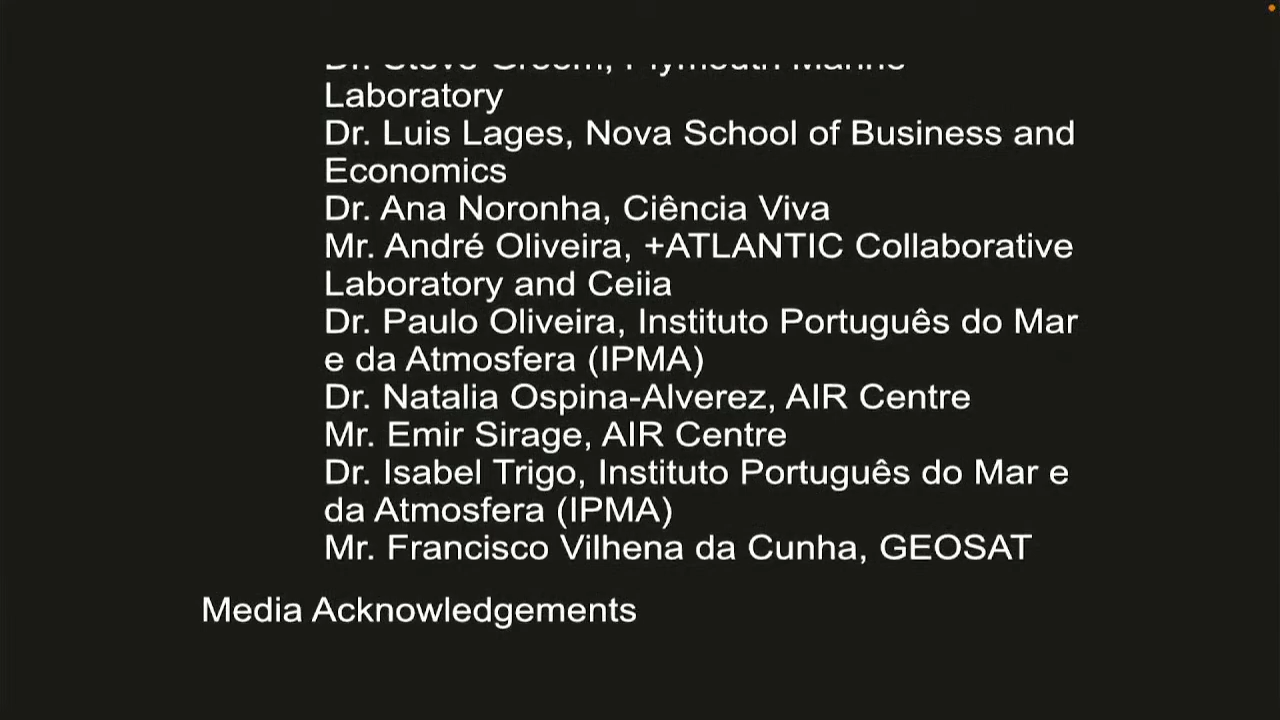 Laboratory
Dr. Luis Lages, Nova School of Business and
Economics
Dr. Ana Noronha, Ciência Viva
Mr. André Oliveira, +ATLANTIC Collaborative
Laboratory and Ceiia
Dr. Paulo Oliveira, Instituto Português do Mar
e da Atmosfera (IPMA)
Dr. Natalia Ospina-Alverez, AIR Centre
Mr. Emir Sirage, AIR Centre
Dr. Isabel Trigo, Instituto Português do Mar e
da Atmosfera (IPMA)
Mr. Francisco Vilhena da Cunha, GEOSAT
Media Acknowledgements